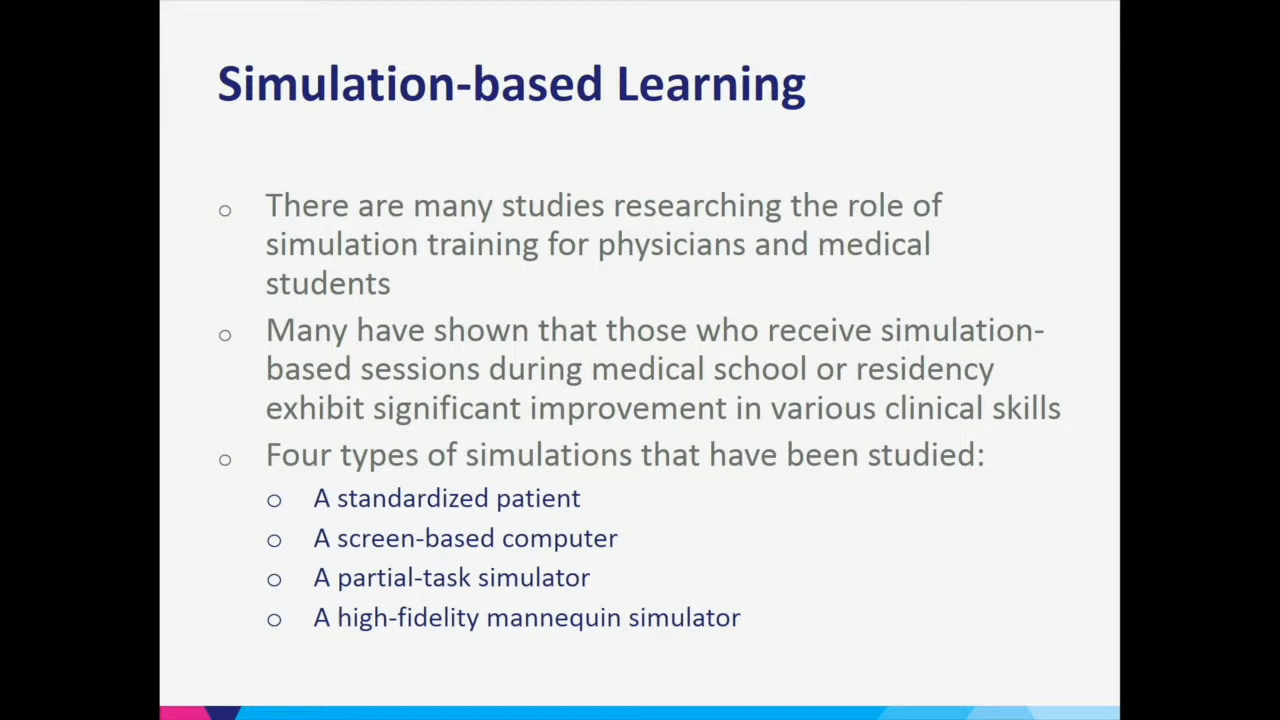 Simulation-based Learning
o There are many studies researching the role of
simulation training for physicians and medical
students
o Many have shown that those who receive simulation-
based sessions during medical school or residency
exhibit significant improvement in various clinical skills
o Four types of simulations that have been studied:
o A standardized patient
o A screen-based computer
o A partial-task simulator
o A high-fidelity mannequin simulator